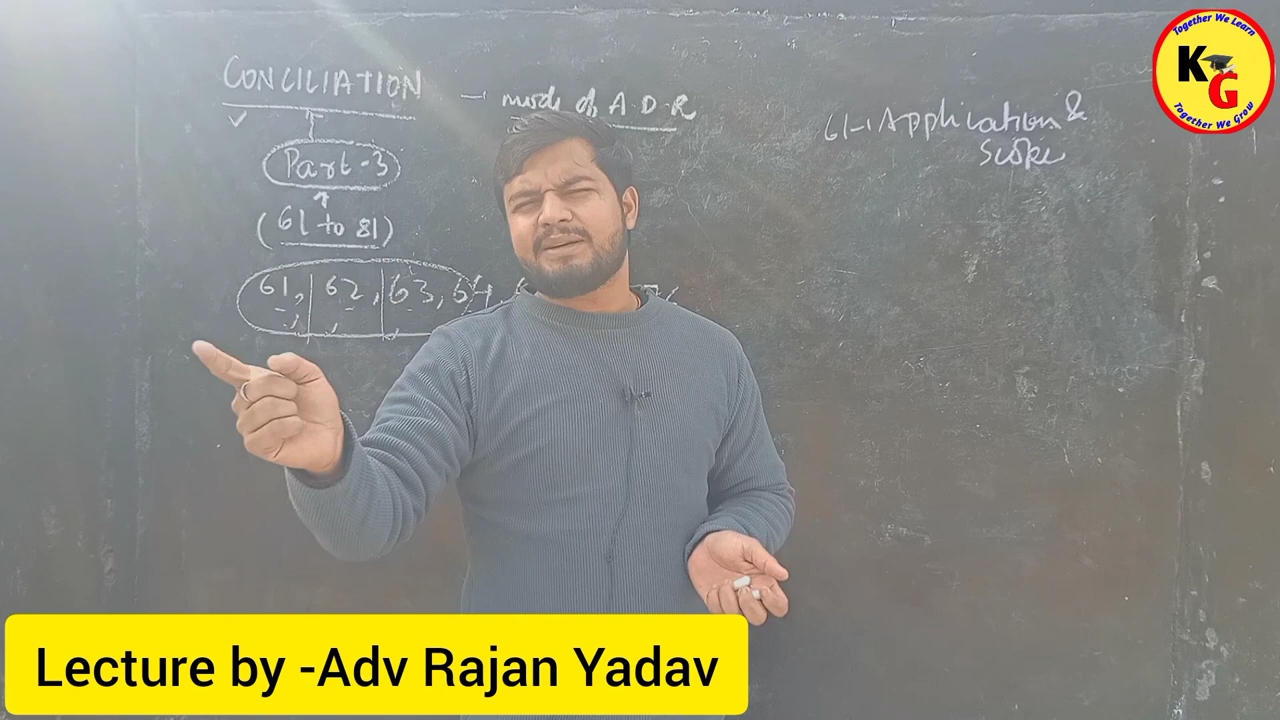 CONCILIATION - mode of A.D.R
Part-3
(61 to 81)
61, 62, 63, 64,
61-Application &
Scope
Together We Learn
KG
Together We Grow
Lecture by -Adv Rajan Yadav